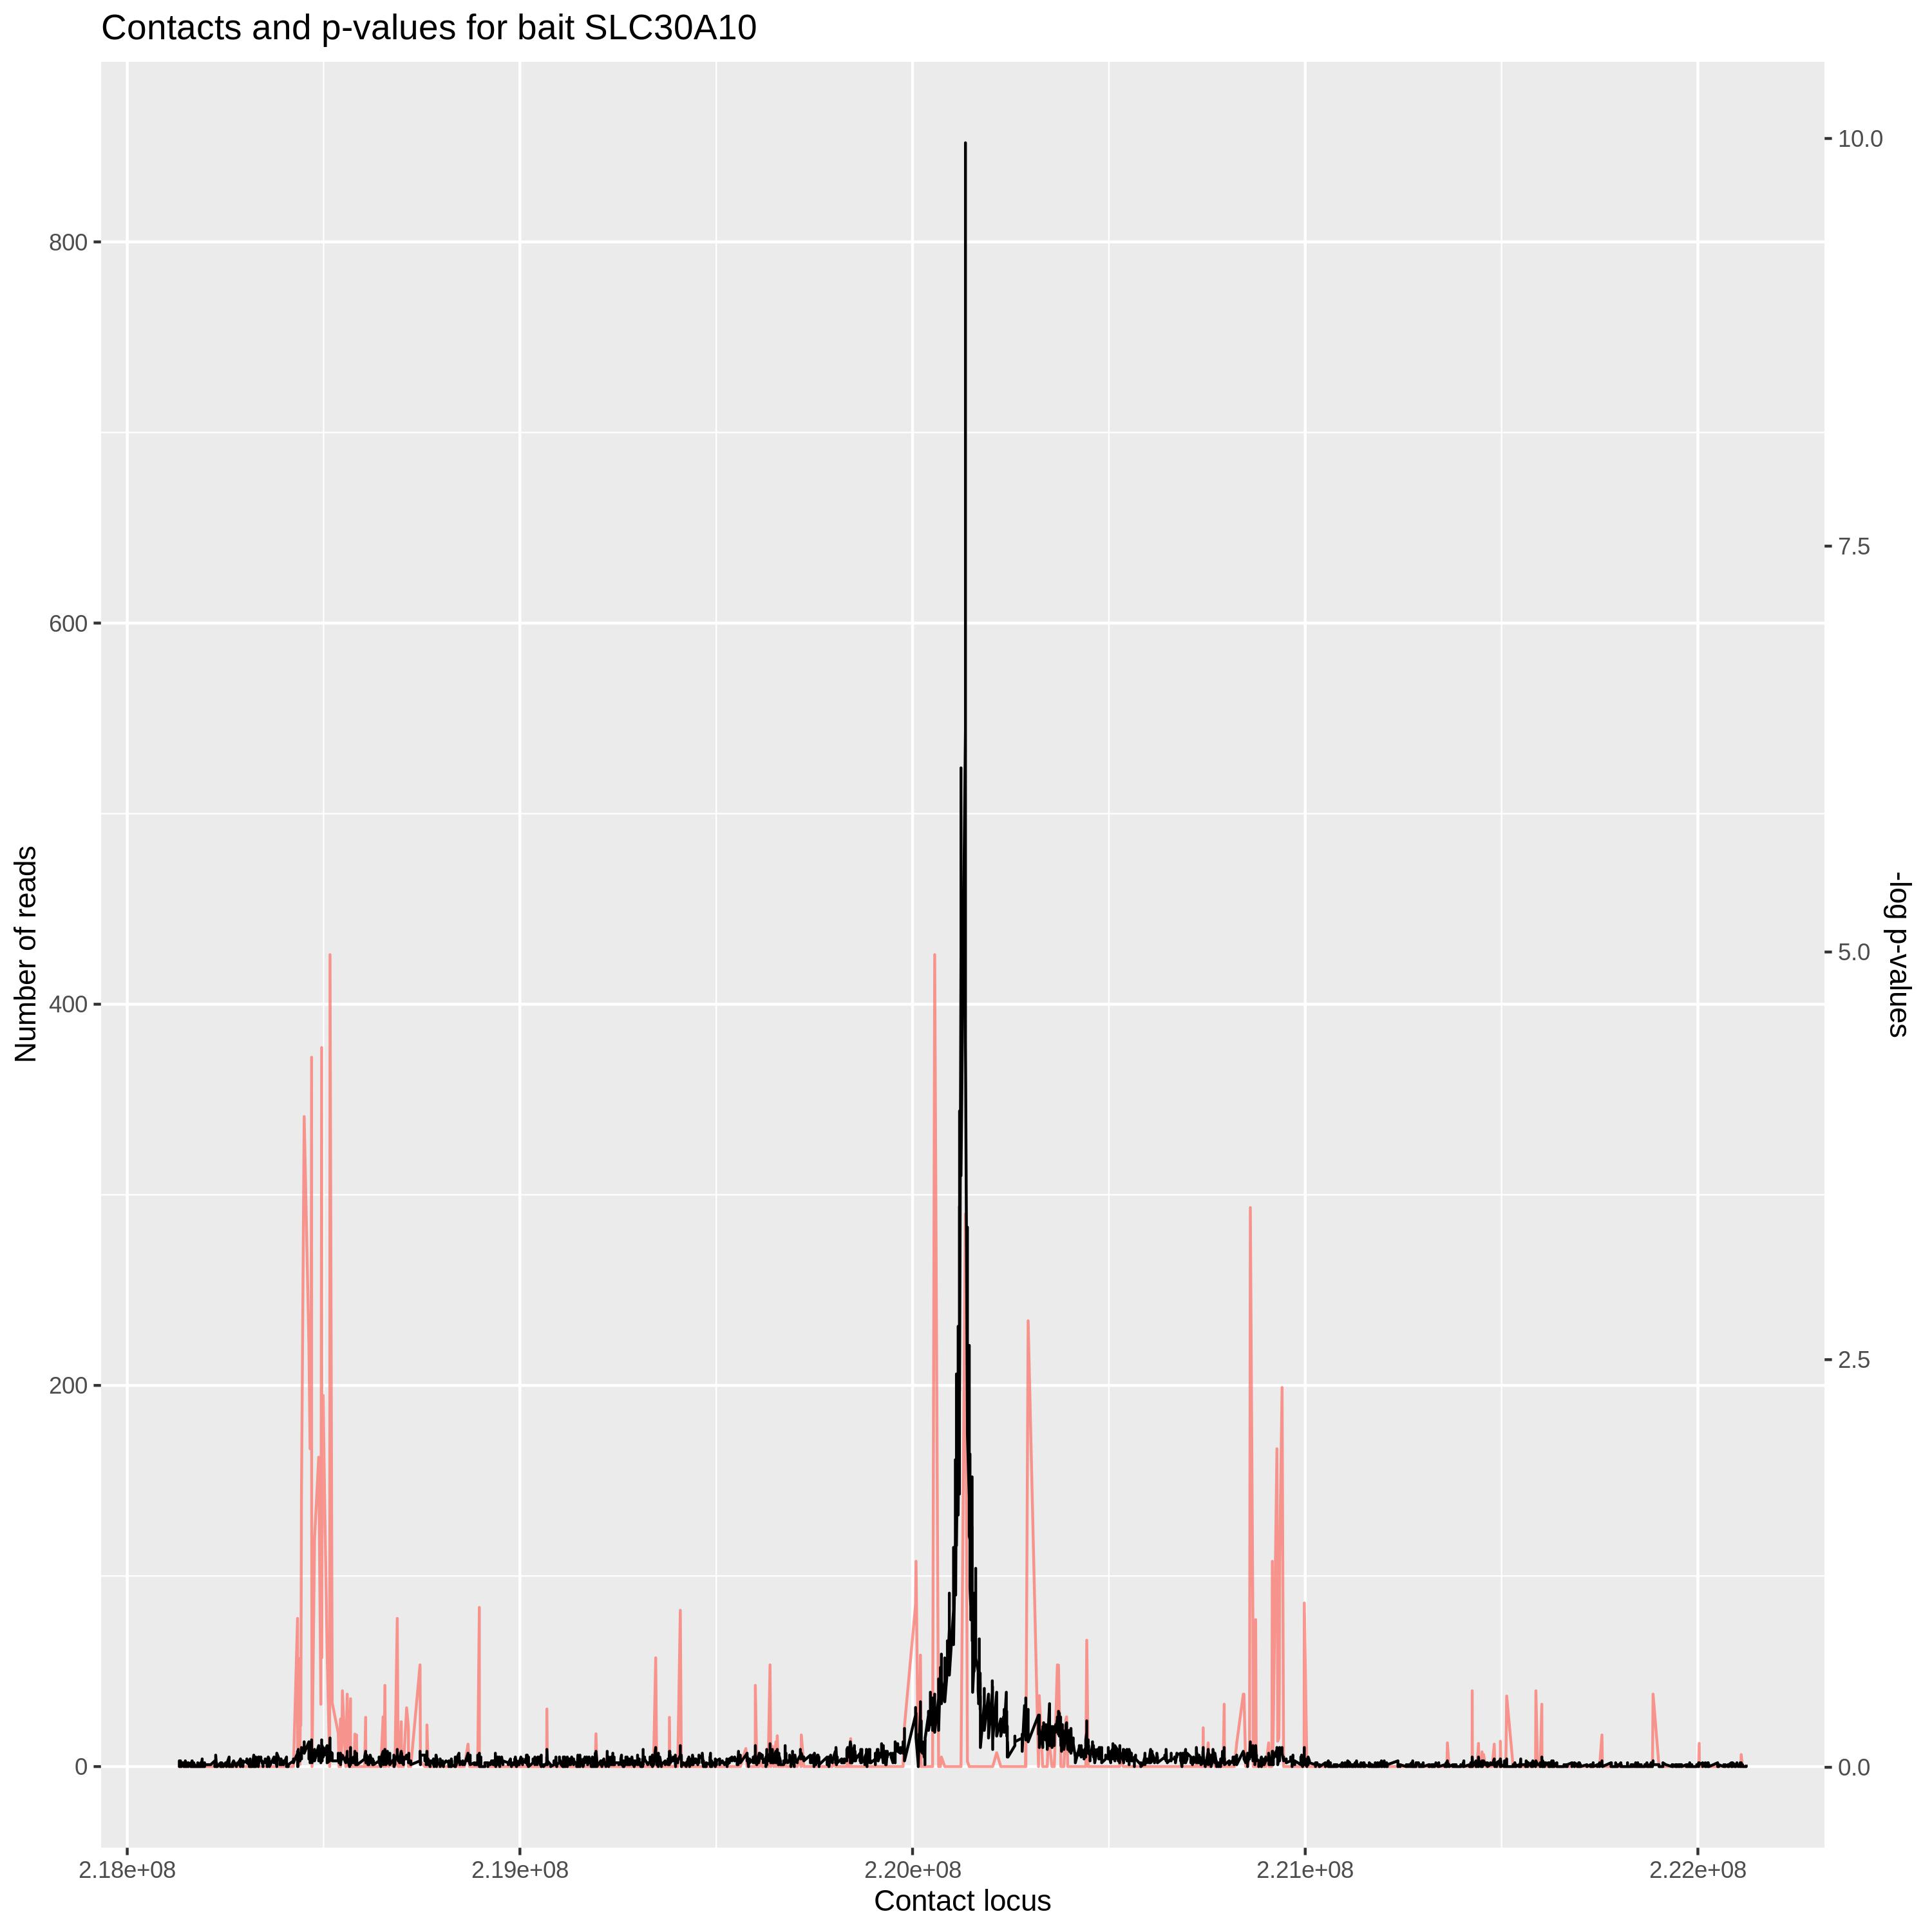 Contacts and p-values for bait SLC30A10
Number of reads
800
600
400
200
0
10.0
7.5
5.0
2.5
0.0
-log p-values
2.18e+08
2.19e+08
2.20e+08
2.21e+08
2.22e+08
Contact locus